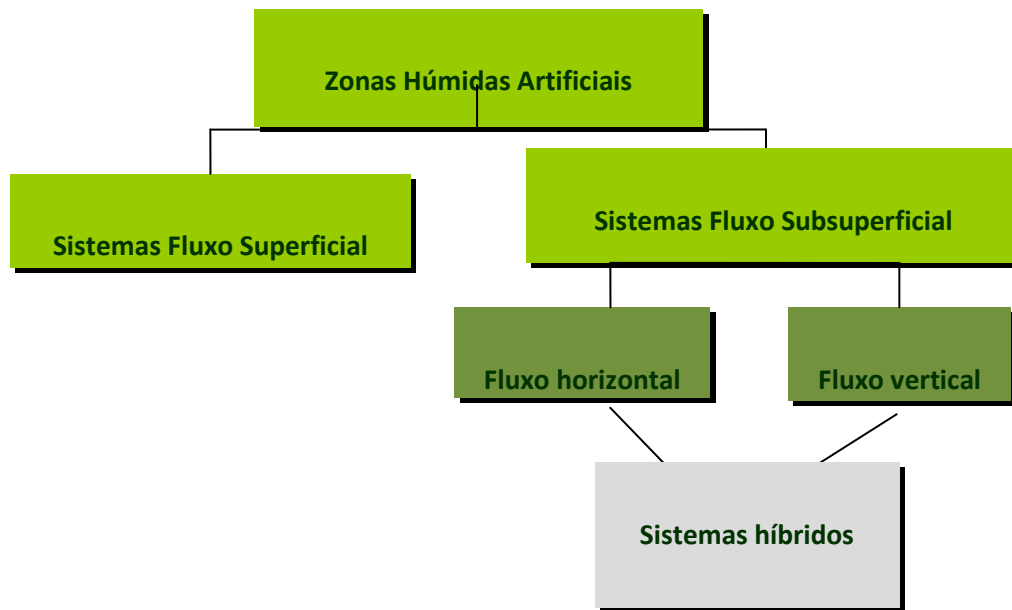 Zonas Húmidas Artificiais
Sistemas Fluxo Superficial
Sistemas Fluxo Subsuperficial
Fluxo horizontal
Fluxo vertical
Sistemas híbridos